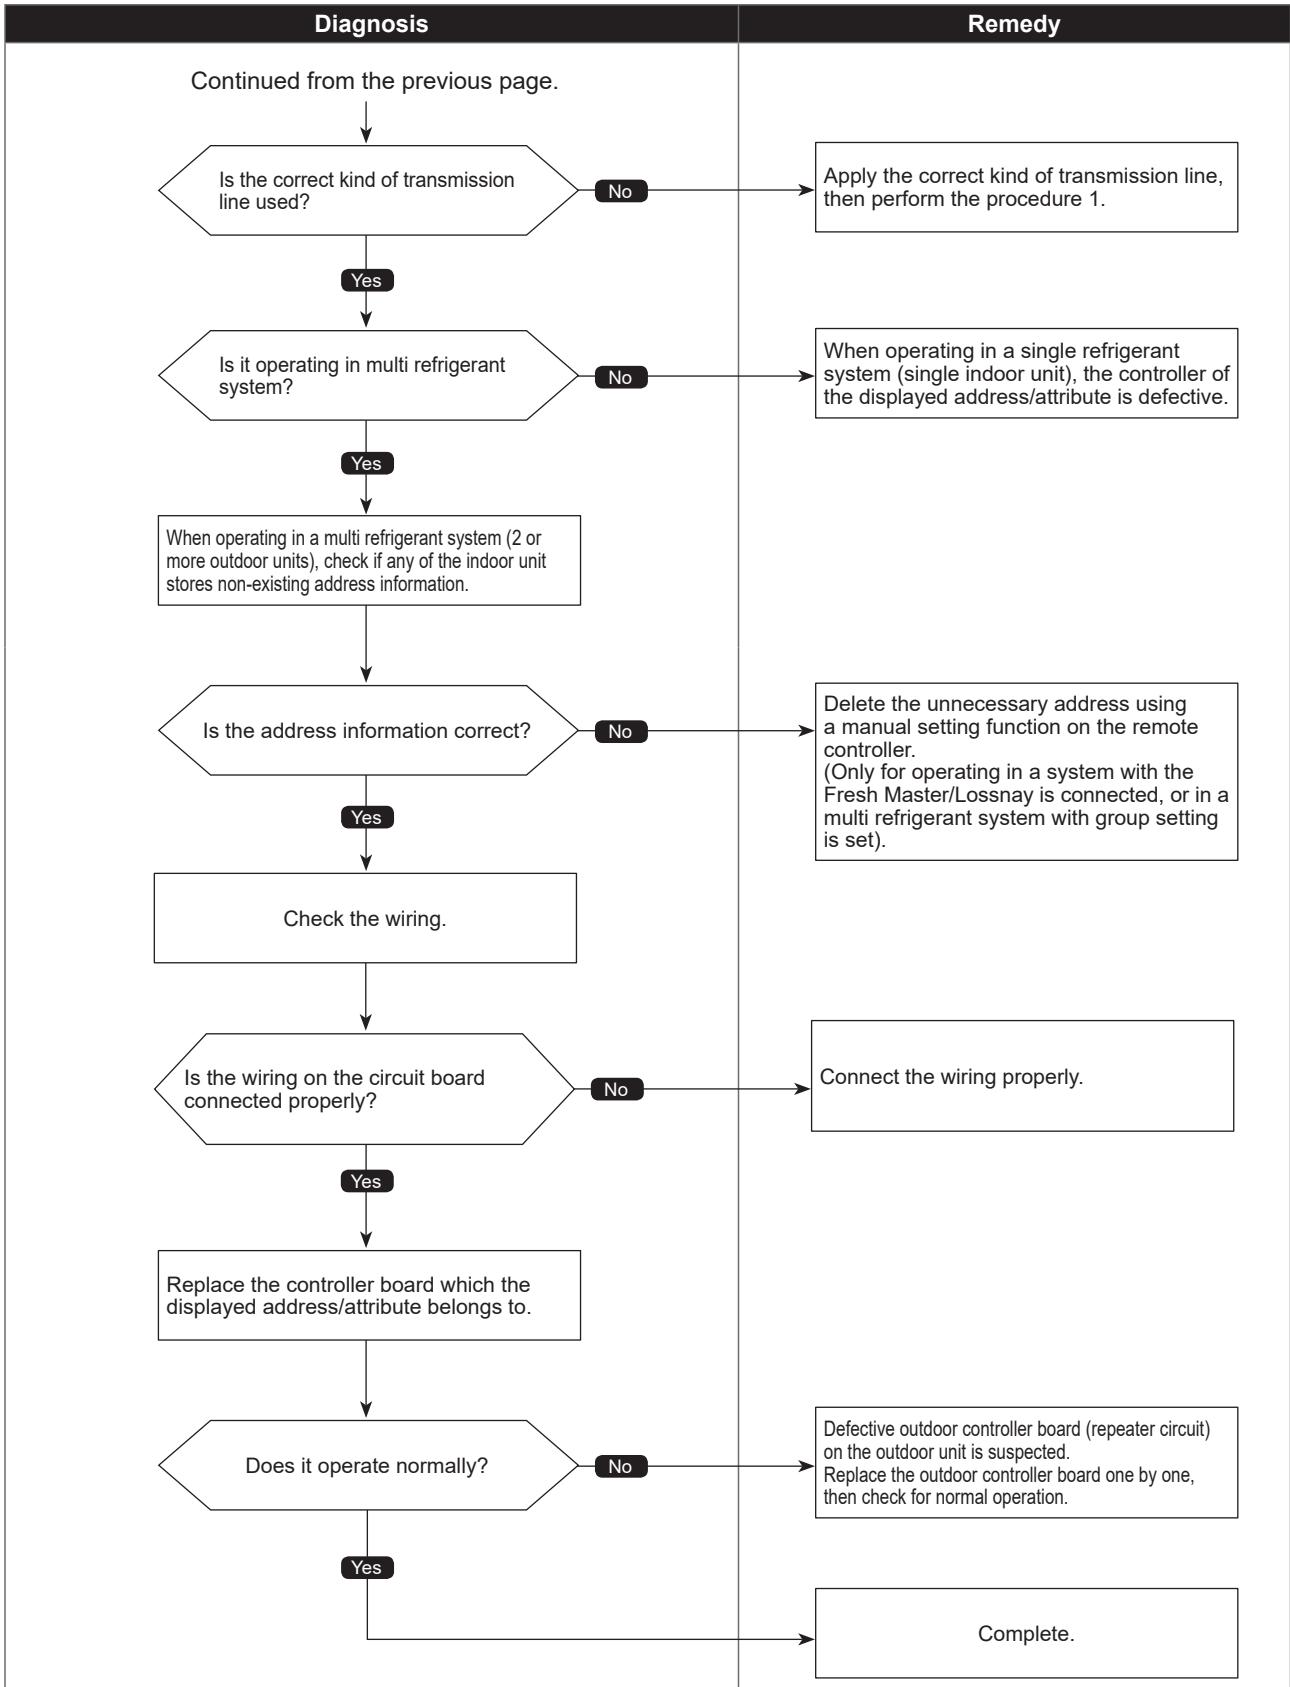 Diagnosis
Remedy
Continued from the previous page.
Is the correct kind of transmission
line used?
No
Apply the correct kind of transmission line,
then perform the procedure 1.
Yes
Is it operating in multi refrigerant
system?
No
When operating in a single refrigerant
system (single indoor unit), the controller of
the displayed address/attribute is defective.
Yes
When operating in a multi refrigerant system (2 or
more outdoor units), check if any of the indoor unit
stores non-existing address information.
Is the address information correct?
No
Delete the unnecessary address using
a manual setting function on the remote
controller.
(Only for operating in a system with the
Fresh Master/Lossnay is connected, or in a
multi refrigerant system with group setting
is set).
Yes
Check the wiring.
Is the wiring on the circuit board
connected properly?
No
Connect the wiring properly.
Yes
Replace the controller board which the
displayed address/attribute belongs to.
Does it operate normally?
No
Defective outdoor controller board (repeater circuit)
on the outdoor unit is suspected.
Replace the outdoor controller board one by one,
then check for normal operation.
Yes
Complete.